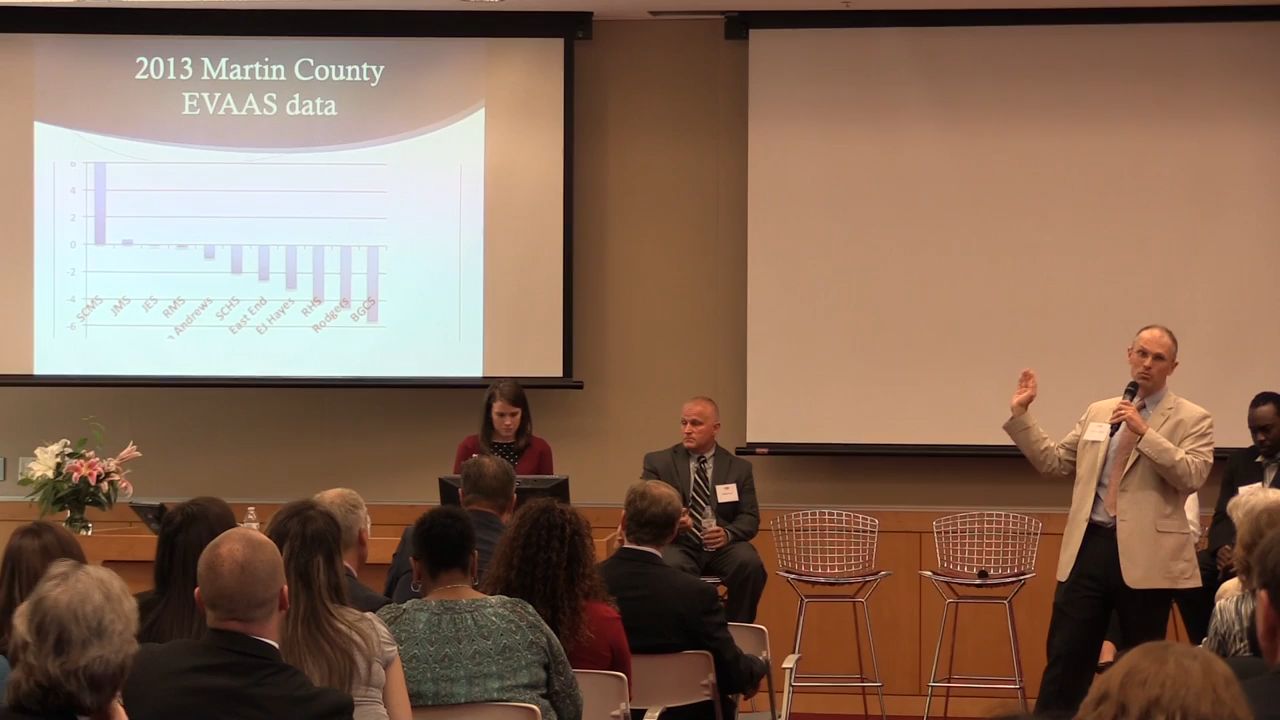 2013 Martin County
EVAAS data
6
4
2
0
-2
-4
-6
SCMS
JMS
JES
RMS
Andrews
SCHS
East End
EJ Hayes
RHS
Rodgers
BGCS